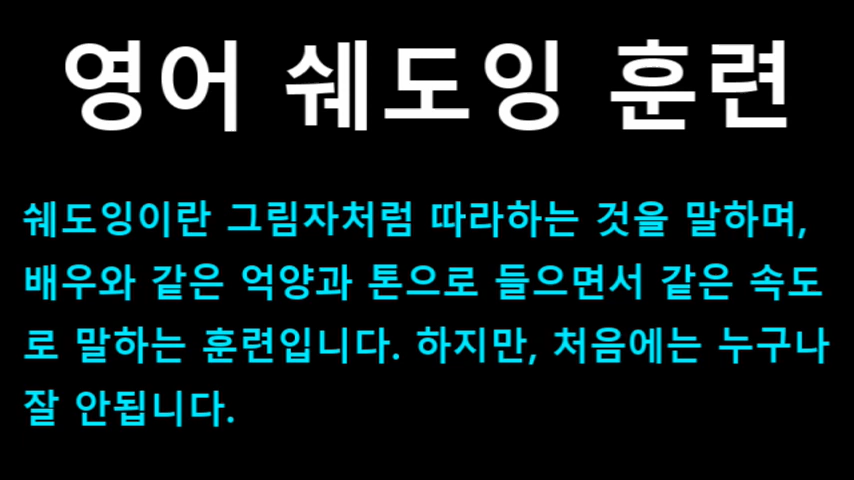 영어 쉐도잉 훈련
쉐도잉이란 그림자처럼 따라하는 것을 말하며,
배우와 같은 억양과 톤으로 들으면서 같은 속도
로 말하는 훈련입니다. 하지만, 처음에는 누구나
잘 안됩니다.